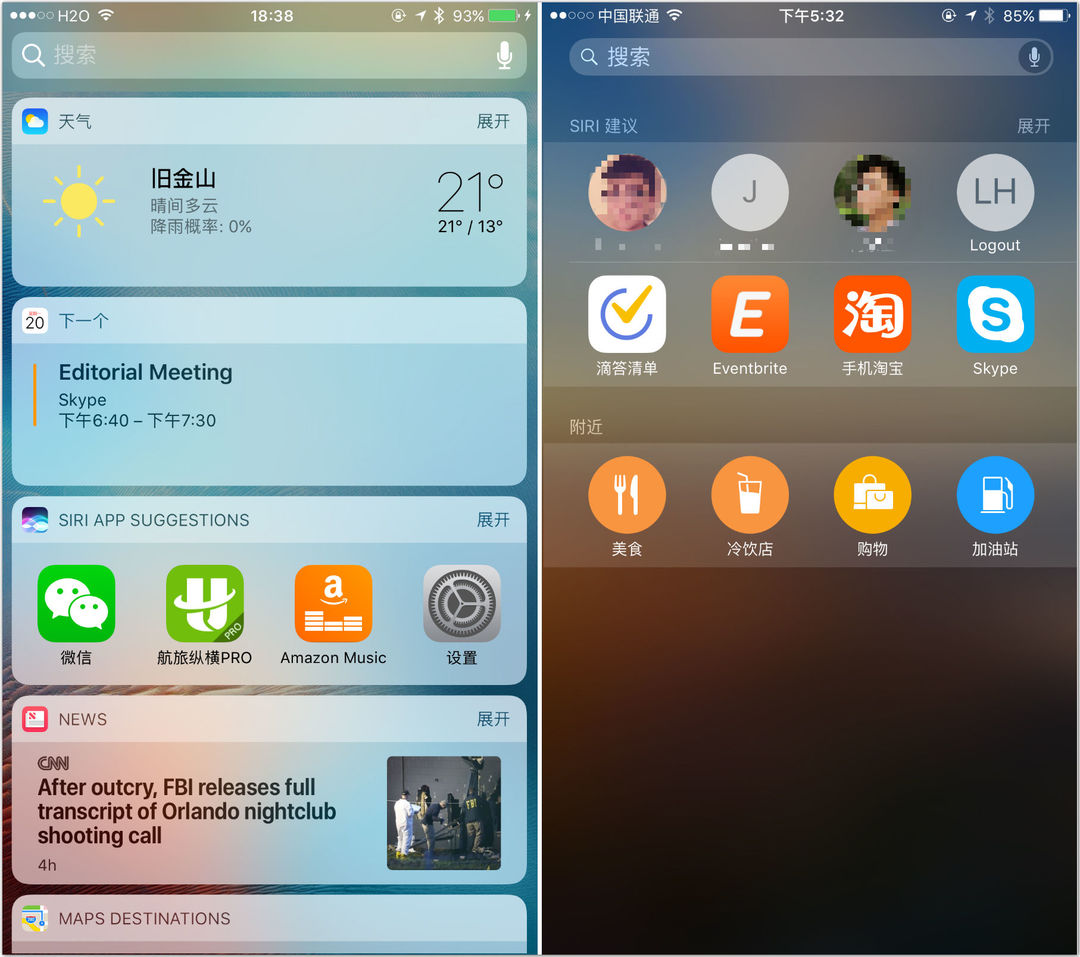 H2O
18:38
93%
搜索
天气
展开
旧金山
晴间多云
降雨概率: 0%
21°
21° / 13°
20
下一个
Editorial Meeting
Skype
下午6:40 – 下午7:30
SIRI APP SUGGESTIONS
展开
PRO
a
微信
航旅纵横PRO
Amazon Music
设置
NEWS
展开
CNN
After outcry, FBI releases full
transcript of Orlando nightclub
shooting call
FBI
4h
MAPS DESTINATIONS
中国联通
下午5:32
85%
搜索
SIRI 建议
展开
J
LH
Logout
E
淘
S
滴答清单
Eventbrite
手机淘宝
Skype
附近
美食
冷饮店
购物
加油站